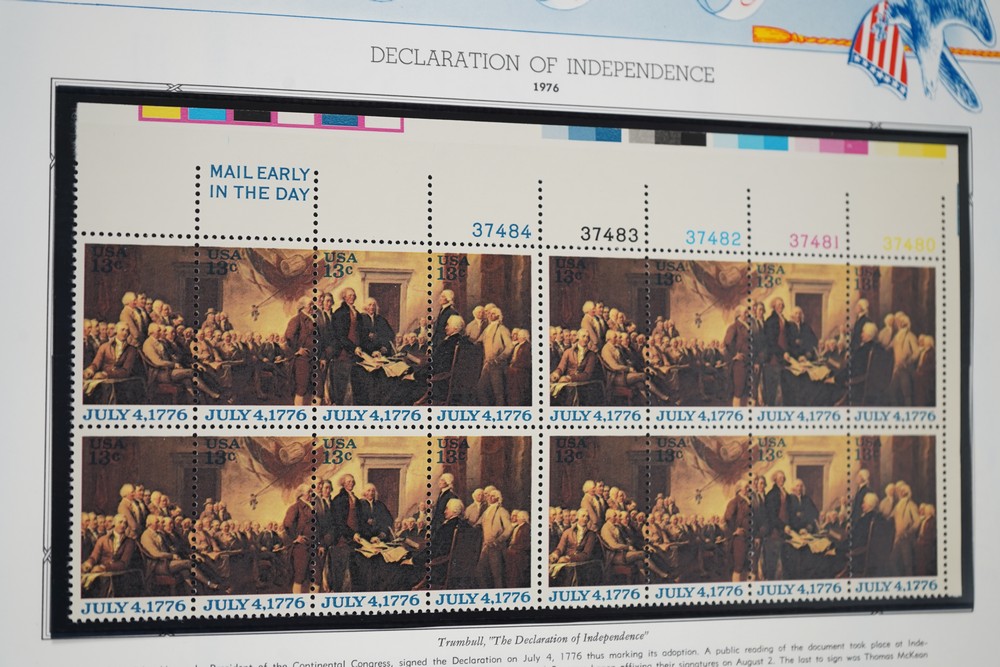 DECLARATION OF INDEPENDENCE
1976
MAIL EARLY
IN THE DAY
37484 37483 37482 37481 37480
USA USA USA USA USA USA USA USA
13c 13c 13c 13c 13c 13c 13c 13c
JULY 4, 1776 JULY 4, 1776 JULY 4, 1776 JULY 4, 1776 JULY 4, 1776 JULY 4, 1776 JULY 4, 1776 JULY 4, 1776
USA USA USA USA USA USA USA USA
13c 13c 13c 13c 13c 13c 13c 13c
JULY 4, 1776 JULY 4, 1776 JULY 4, 1776 JULY 4, 1776 JULY 4, 1776 JULY 4, 1776 JULY 4, 1776 JULY 4, 1776
Trumbull, "The Declaration of Independence"
President of the Continental Congress, signed the Declaration on July 4, 1776 thus marking its adoption. A public reading of the document took place at Inde-
affixing their signatures on August 2. The last to sign was Thomas McKean